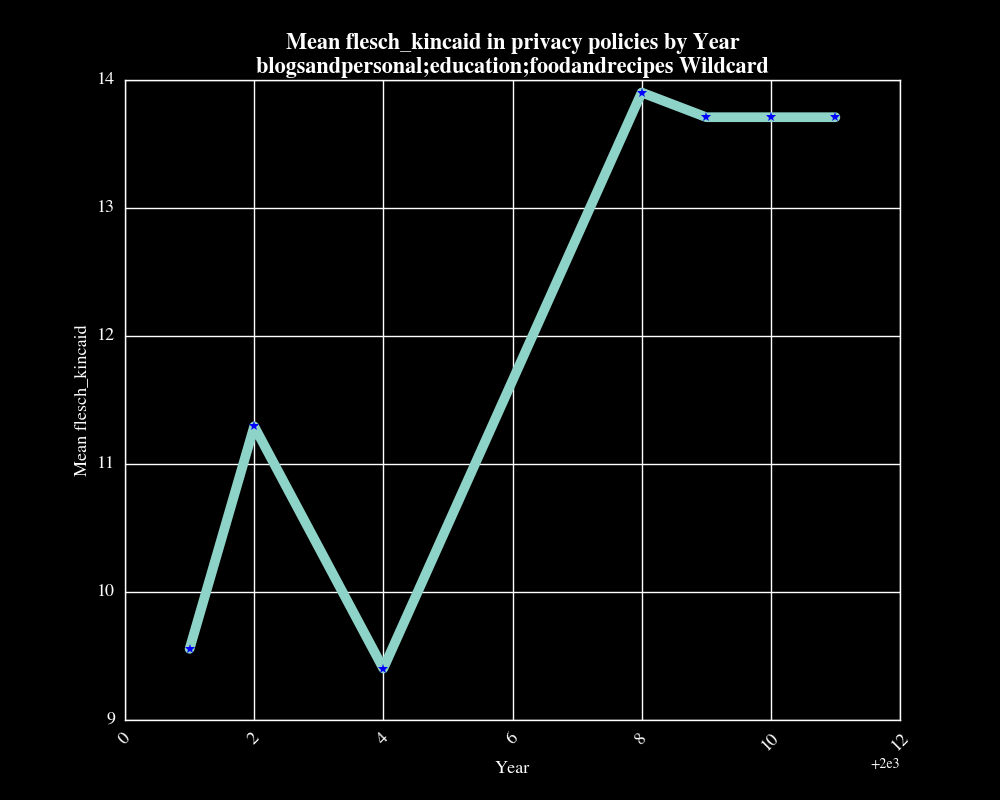 Mean flesch_kincaid in privacy policies by Year
blogsandpersonal;education;foodandrecipes Wildcard
14
13
12
11
10
9
Mean flesch_kincaid
0 2 4 6 8 10 12
Year
+2e3